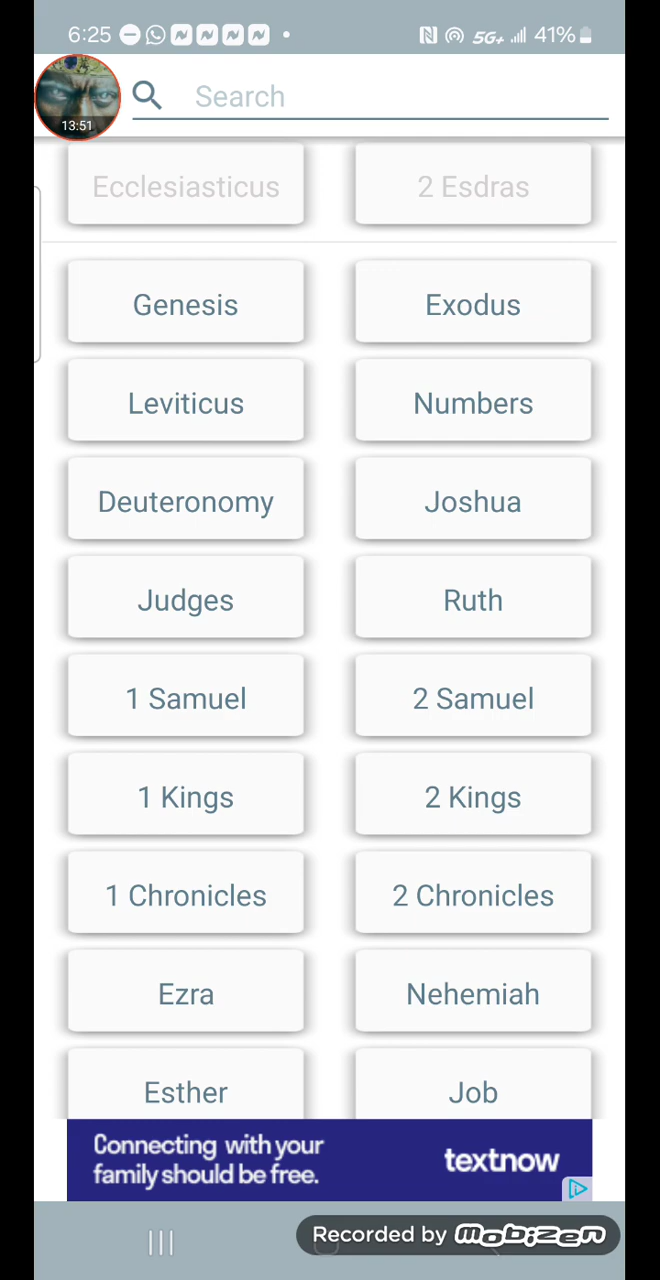 6:25
5G+ 41%
13:51
Search
Ecclesiasticus 2 Esdras
Genesis Exodus
Leviticus Numbers
Deuteronomy Joshua
Judges Ruth
1 Samuel 2 Samuel
1 Kings 2 Kings
1 Chronicles 2 Chronicles
Ezra Nehemiah
Esther Job
Connecting with your
family should be free.
textnow
Recorded by mobizen